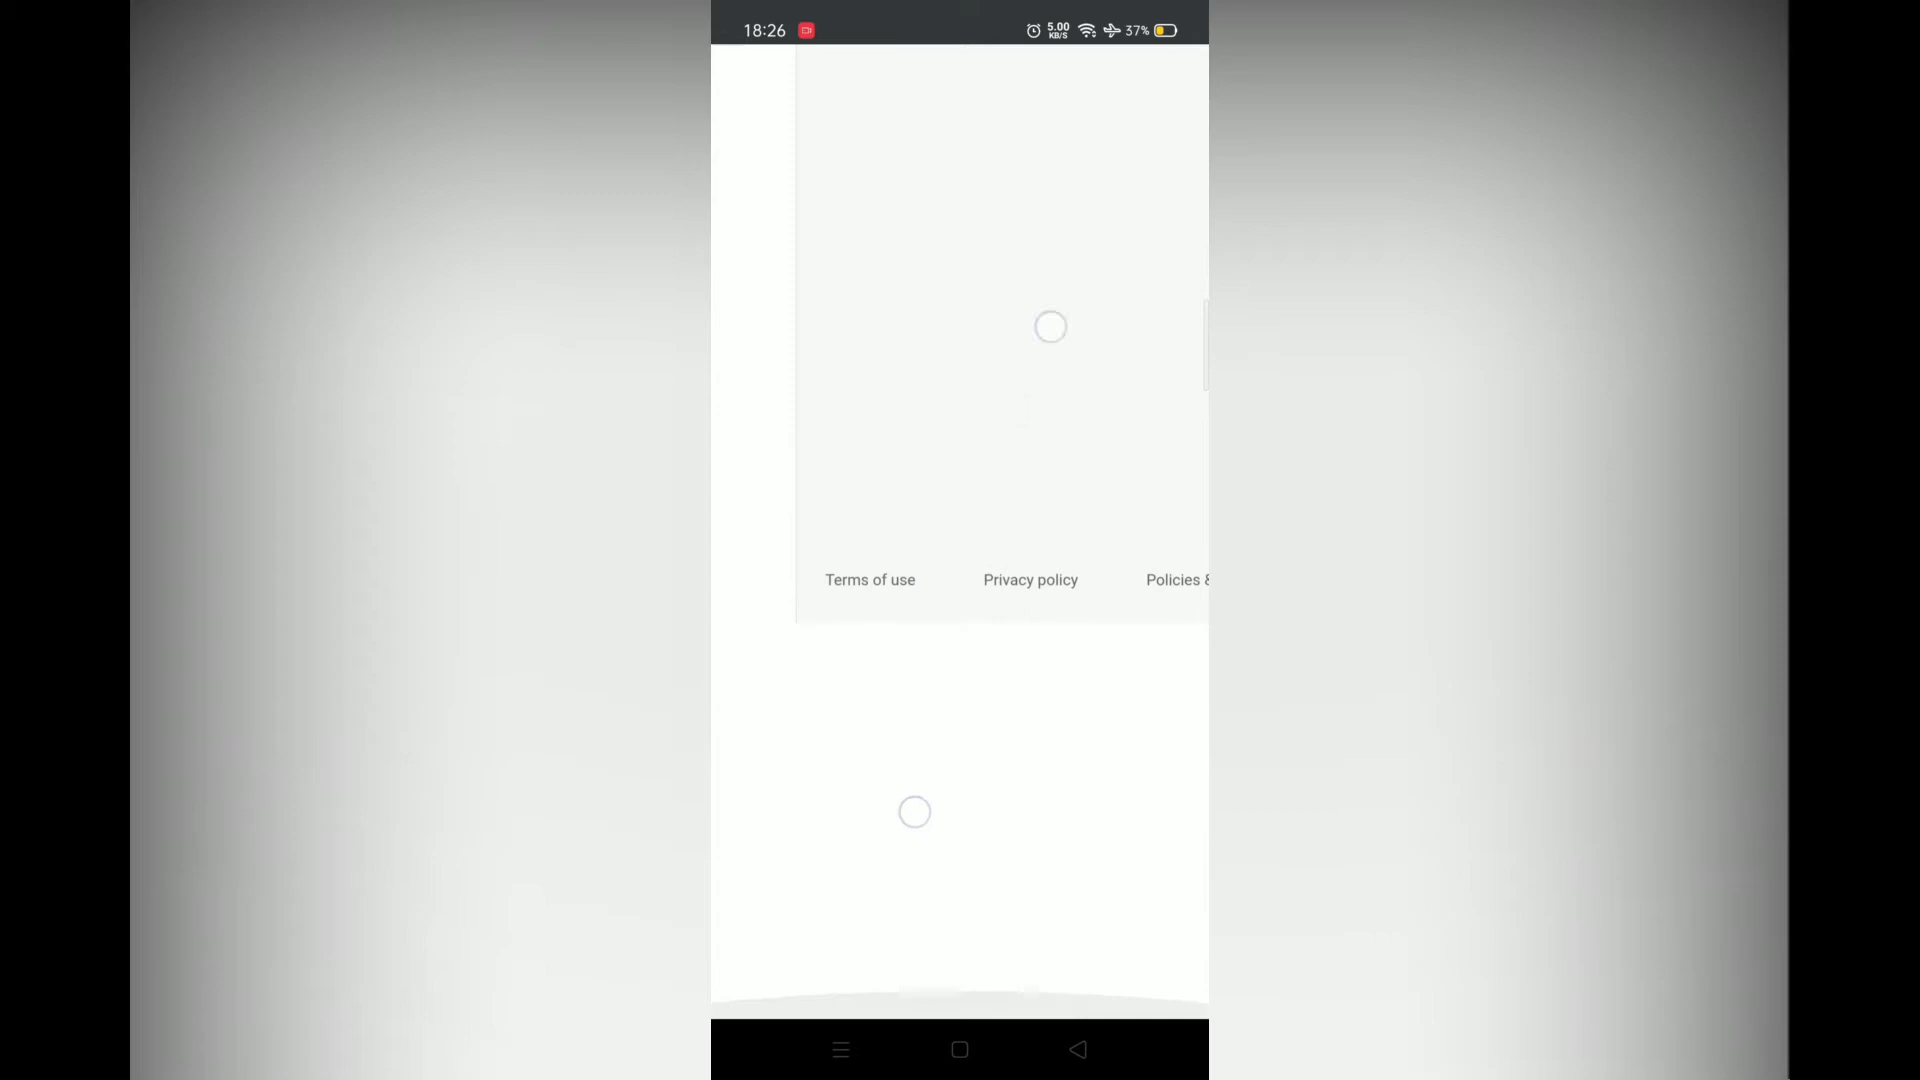 18:26
5.00
KB/S
37%
Terms of use
Privacy policy
Policies &